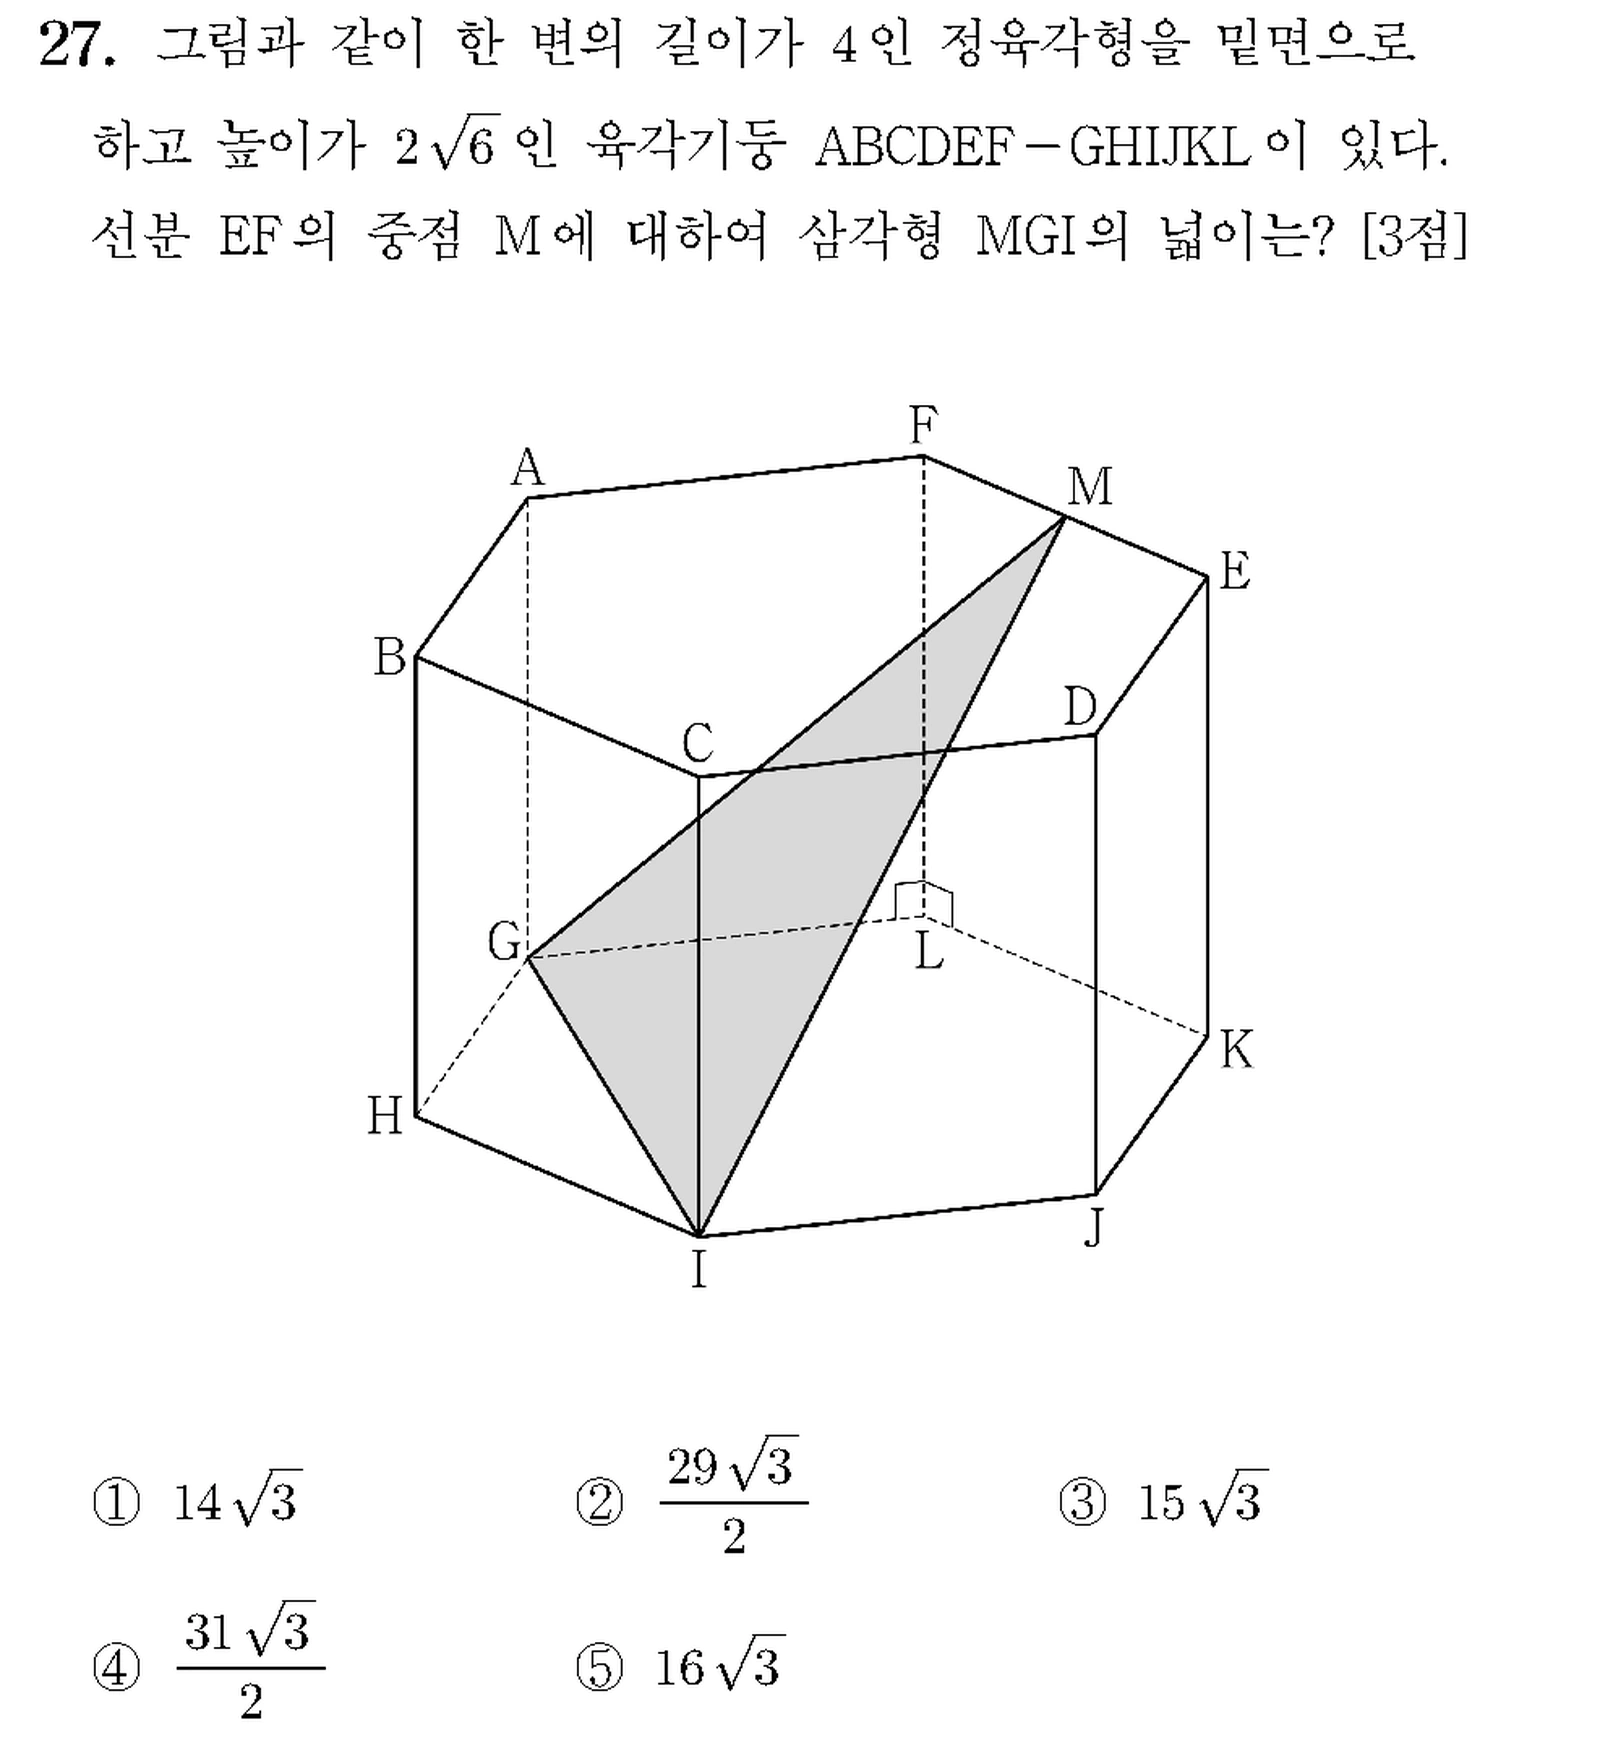 27. 그림과 같이 한 변의 길이가 4인 정육각형을 밑면으로
하고 높이가 2√6인 육각기둥 ABCDEF−GHIJKL이 있다.
선분 EF의 중점 M에 대하여 삼각형 MGI의 넓이는? [3점]
F
A
M
E
B
D
C
G
L
K
H
J
I
① 14√3 ② 29√3/2 ③ 15√3
④ 31√3/2 ⑤ 16√3